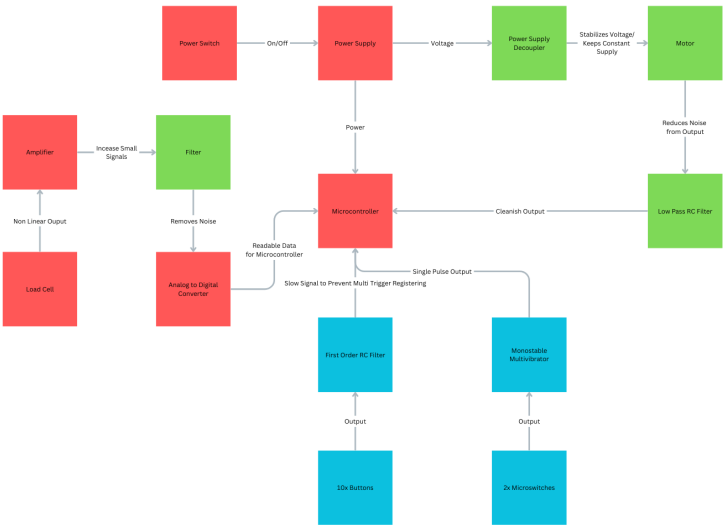 Power Switch
On/Off
Power Supply
Voltage
Power Supply
Decoupler
Stabilizes Voltage/
Keeps Constant
Supply
Motor
Power
Reduces Noise
from Output
Amplifier
Incease Small
Signals
Filter
Non Linear Ouput
Removes Noise
Microcontroller
Cleanish Output
Low Pass RC Filter
Readable Data
for Microcontroller
Load Cell
Analog to Digital
Converter
Single Pulse Output
Slow Signal to Prevent Multi Trigger Registering
First Order RC Filter
Monostable
Multivibrator
Output
Output
10x Buttons
2x Microswitches